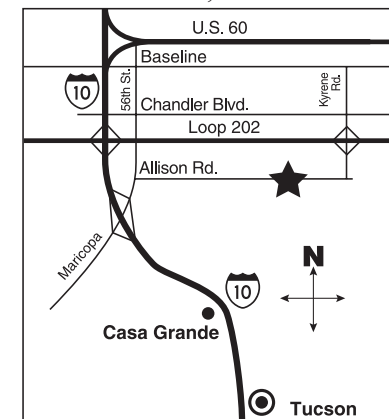 U.S. 60
Baseline
10
56th St.
Kyrene
Rd.
Chandler Blvd.
Loop 202
Allison Rd.
Maricopa
N
10
Casa Grande
Tucson